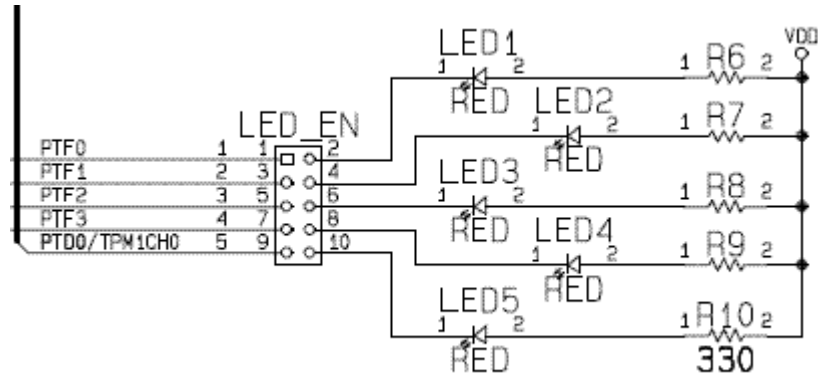 VDD
LED1
1 2 1 R6 2
RED LED2
LED_EN 1 2 1 R7 2
PTF0 1 1 2 RED
PTF1 2 3 4 LED3
PTF2 3 5 6 1 2 1 R8 2
PTF3 4 7 8 RED LED4
PTD0/TPM1CH0 5 9 10 1 2 1 R9 2
LED5 RED
1 2 1 R10 2
RED 330